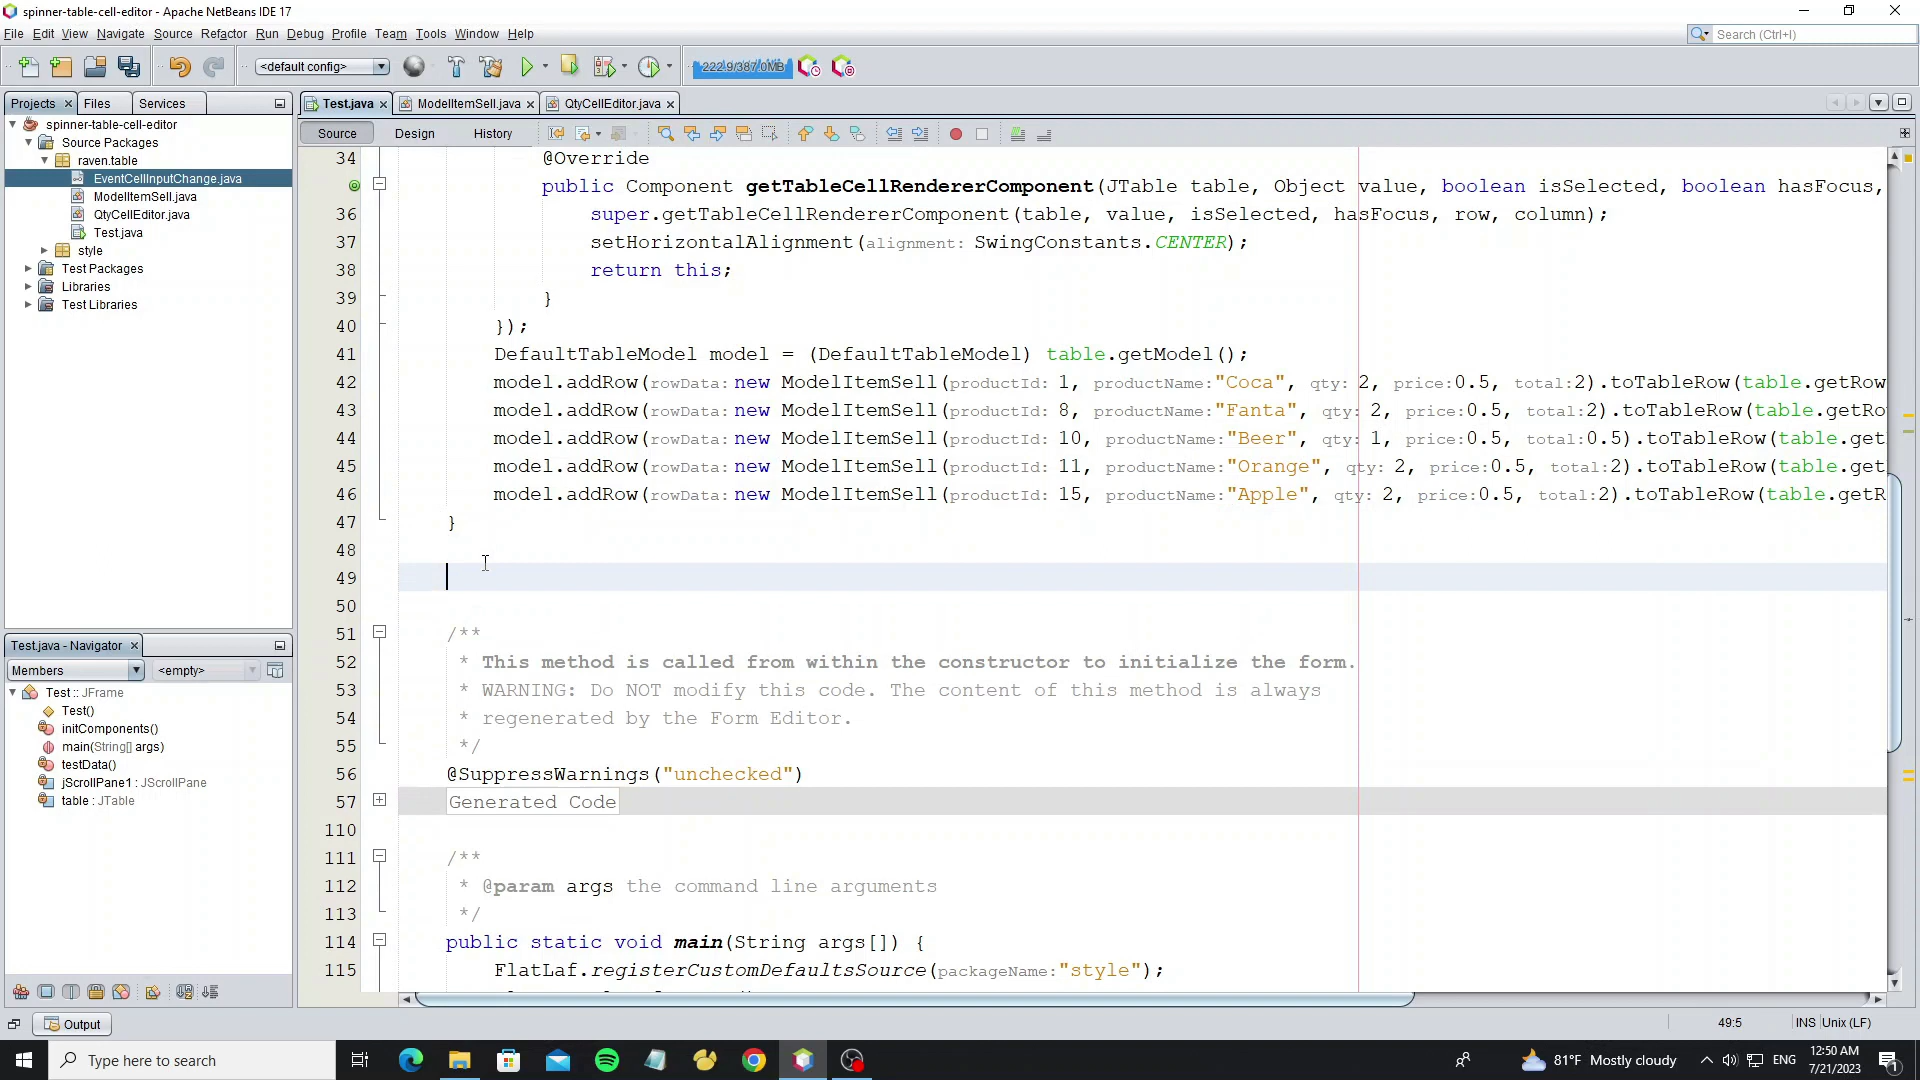 spinner-table-cell-editor - Apache NetBeans IDE 17
File Edit View Navigate Source Refactor Run Debug Profile Team Tools Window Help
Search (Ctrl+I)
<default config>
222.9/387.0MB
Projects Files Services
Test.java ModelItemSell.java QtyCellEditor.java
Source Design History
spinner-table-cell-editor
Source Packages
raven.table
EventCellInputChange.java
ModelItemSell.java
QtyCellEditor.java
Test.java
style
Test Packages
Libraries
Test Libraries
34 @Override
public Component getTableCellRendererComponent(JTable table, Object value, boolean isSelected, boolean hasFocus,
36 super.getTableCellRendererComponent(table, value, isSelected, hasFocus, row, column);
37 setHorizontalAlignment(alignment: SwingConstants.CENTER);
38 return this;
39 }
40 });
41 DefaultTableModel model = (DefaultTableModel) table.getModel();
42 model.addRow(rowData: new ModelItemSell(productId: 1, productName:"Coca", qty: 2, price:0.5, total:2).toTableRow(table.getRow
43 model.addRow(rowData: new ModelItemSell(productId: 8, productName:"Fanta", qty: 2, price:0.5, total:2).toTableRow(table.getRo
44 model.addRow(rowData: new ModelItemSell(productId: 10, productName:"Beer", qty: 1, price:0.5, total:0.5).toTableRow(table.get
45 model.addRow(rowData: new ModelItemSell(productId: 11, productName:"Orange", qty: 2, price:0.5, total:2).toTableRow(table.get
46 model.addRow(rowData: new ModelItemSell(productId: 15, productName:"Apple", qty: 2, price:0.5, total:2).toTableRow(table.getR
47 }
48
49
50
51 /**
52 * This method is called from within the constructor to initialize the form.
53 * WARNING: Do NOT modify this code. The content of this method is always
54 * regenerated by the Form Editor.
55 */
56 @SuppressWarnings("unchecked")
57 Generated Code
110
111 /**
112 * @param args the command line arguments
113 */
114 public static void main(String args[]) {
115 FlatLaf.registerCustomDefaultsSource(packageName:"style");
Test.java - Navigator
Members <empty>
Test :: JFrame
Test()
initComponents()
main(String[] args)
testData()
jScrollPane1 : JScrollPane
table : JTable
Output
49:5 INS Unix (LF)
Type here to search
81°F Mostly cloudy
ENG
12:50 AM
7/21/2023
1